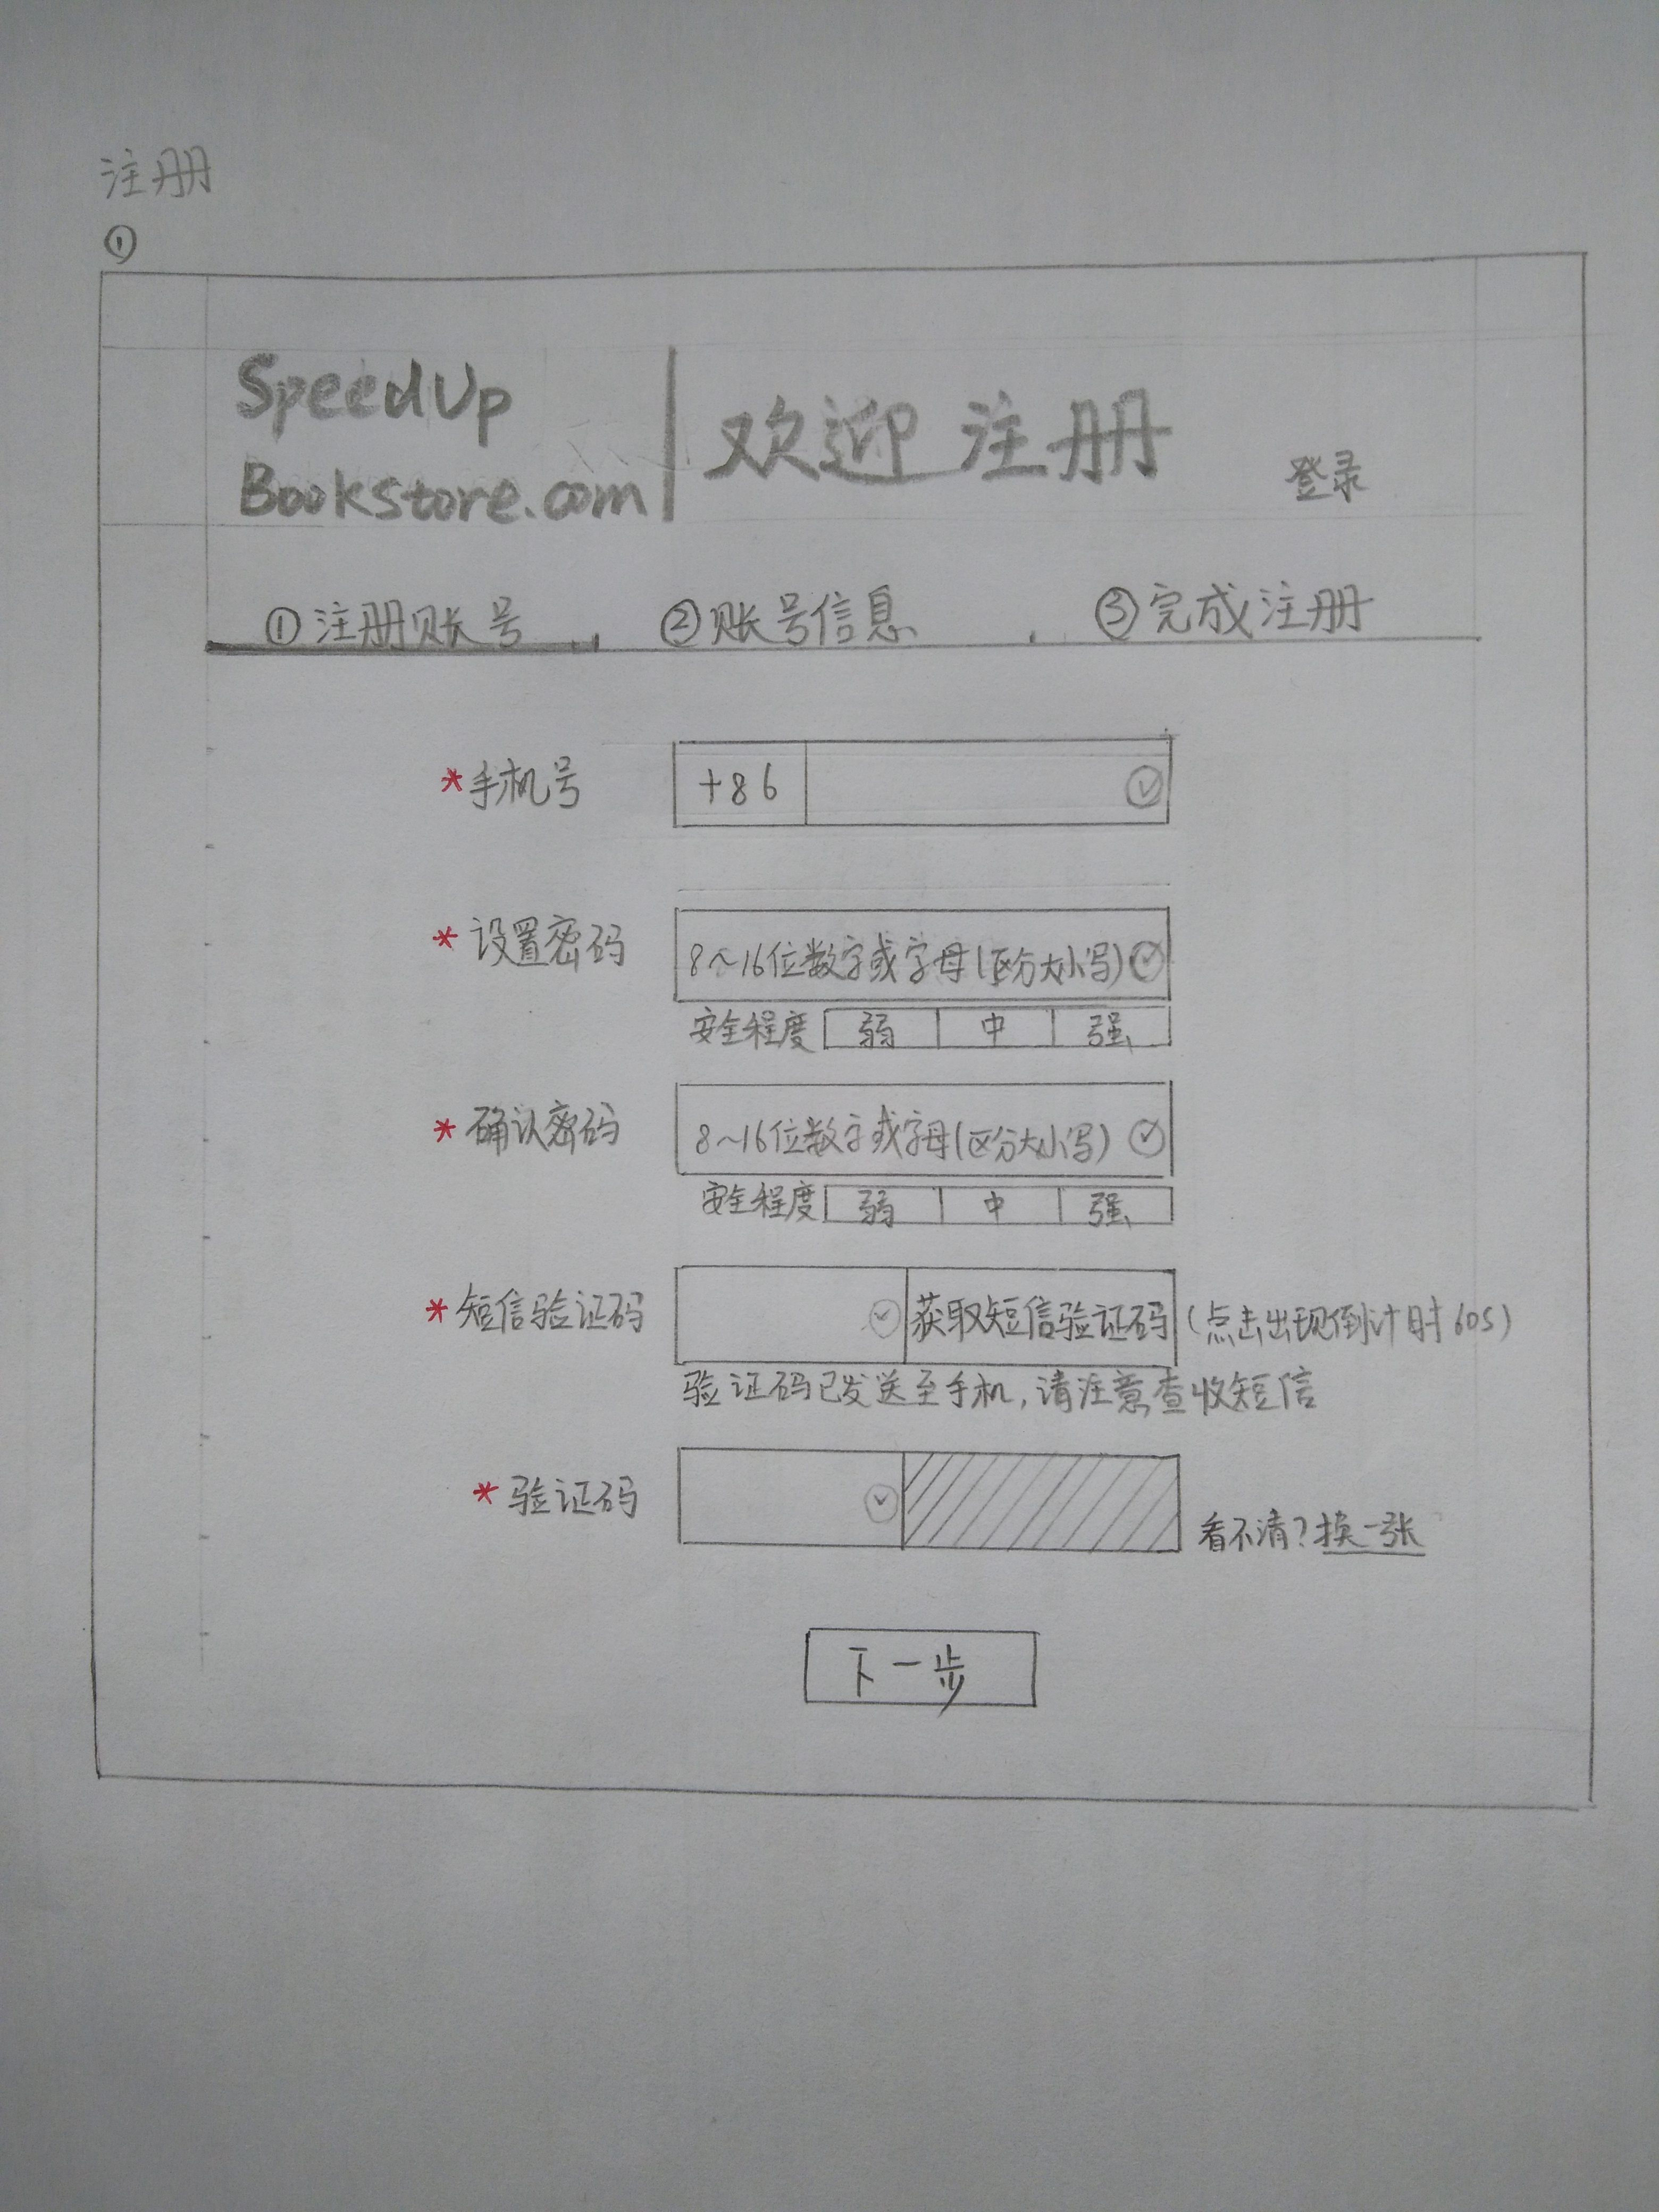 注册
①
SpeedUp
Bookstore.com
欢迎 注册
登录
①注册账号 ②账号信息 ③完成注册
*手机号 +86
*设置密码 8~16位数字或字母(区分大小写)
安全程度 弱 中 强
*确认密码 8~16位数字或字母(区分大小写)
安全程度 弱 中 强
*短信验证码 获取短信验证码 (点击出现倒计时60S)
验证码已发送至手机,请注意查收短信
*验证码 看不清?换一张
下一步